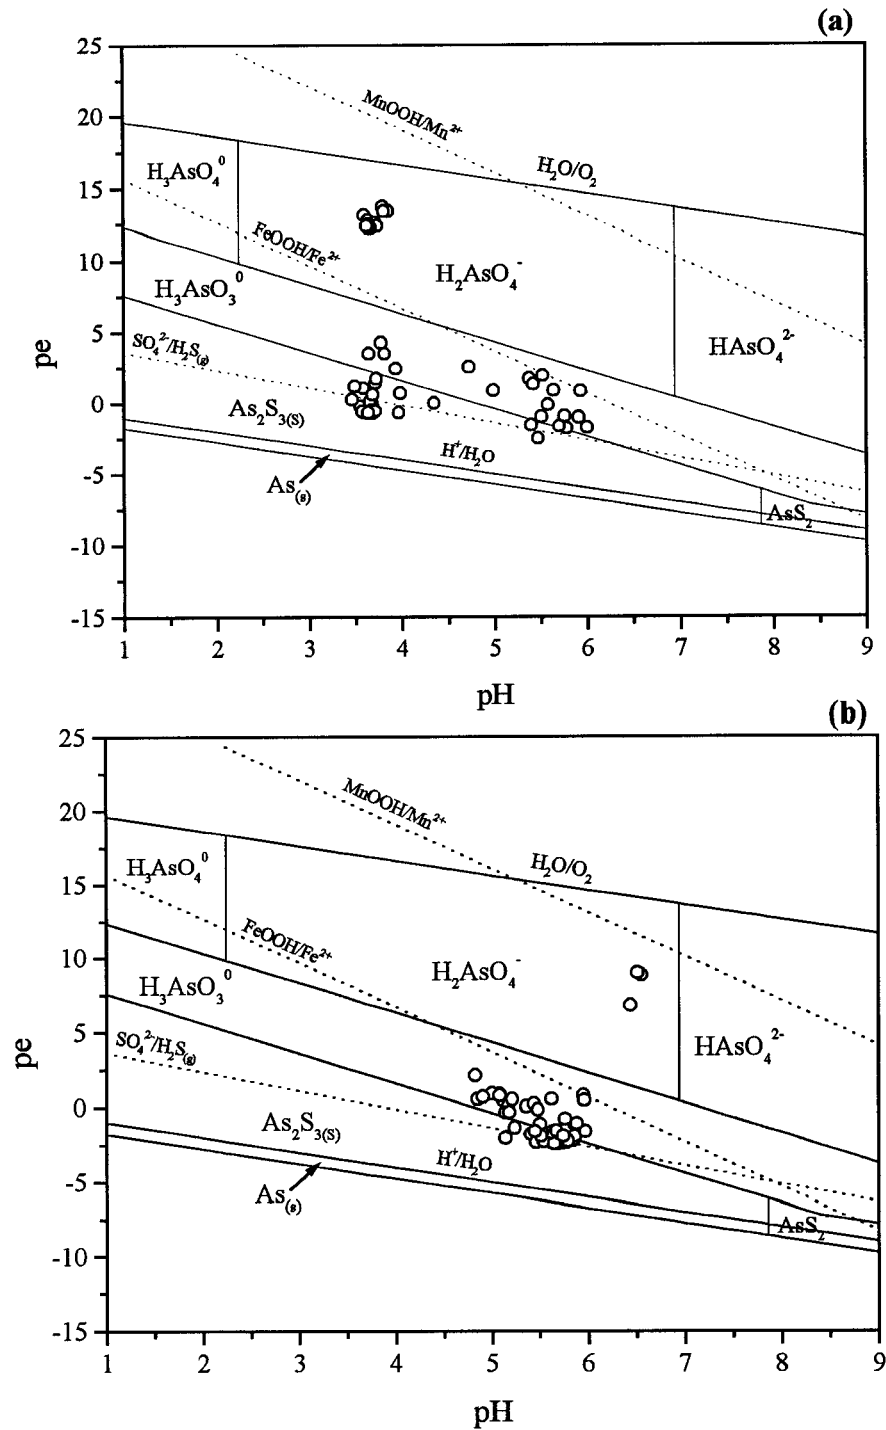 (a)
25
MnOOH/Mn²⁺
20
H₂O/O₂
H₃AsO₄⁰
15
FeOOH/Fe²⁺
10
H₂AsO₄⁻
H₃AsO₃⁰
5
SO₄²⁻/H₂S(g)
HAsO₄²⁻
pe
0
As₂S₃(S)
H⁺/H₂O
-5
As(s)
AsS₂
-10
-15
1 2 3 4 5 6 7 8 9
pH
(b)
25
MnOOH/Mn²⁺
20
H₂O/O₂
H₃AsO₄⁰
15
FeOOH/Fe²⁺
10
H₂AsO₄⁻
H₃AsO₃⁰
5
SO₄²⁻/H₂S(g)
HAsO₄²⁻
pe
0
As₂S₃(S)
H⁺/H₂O
-5
As(s)
AsS₂
-10
-15
1 2 3 4 5 6 7 8 9
pH